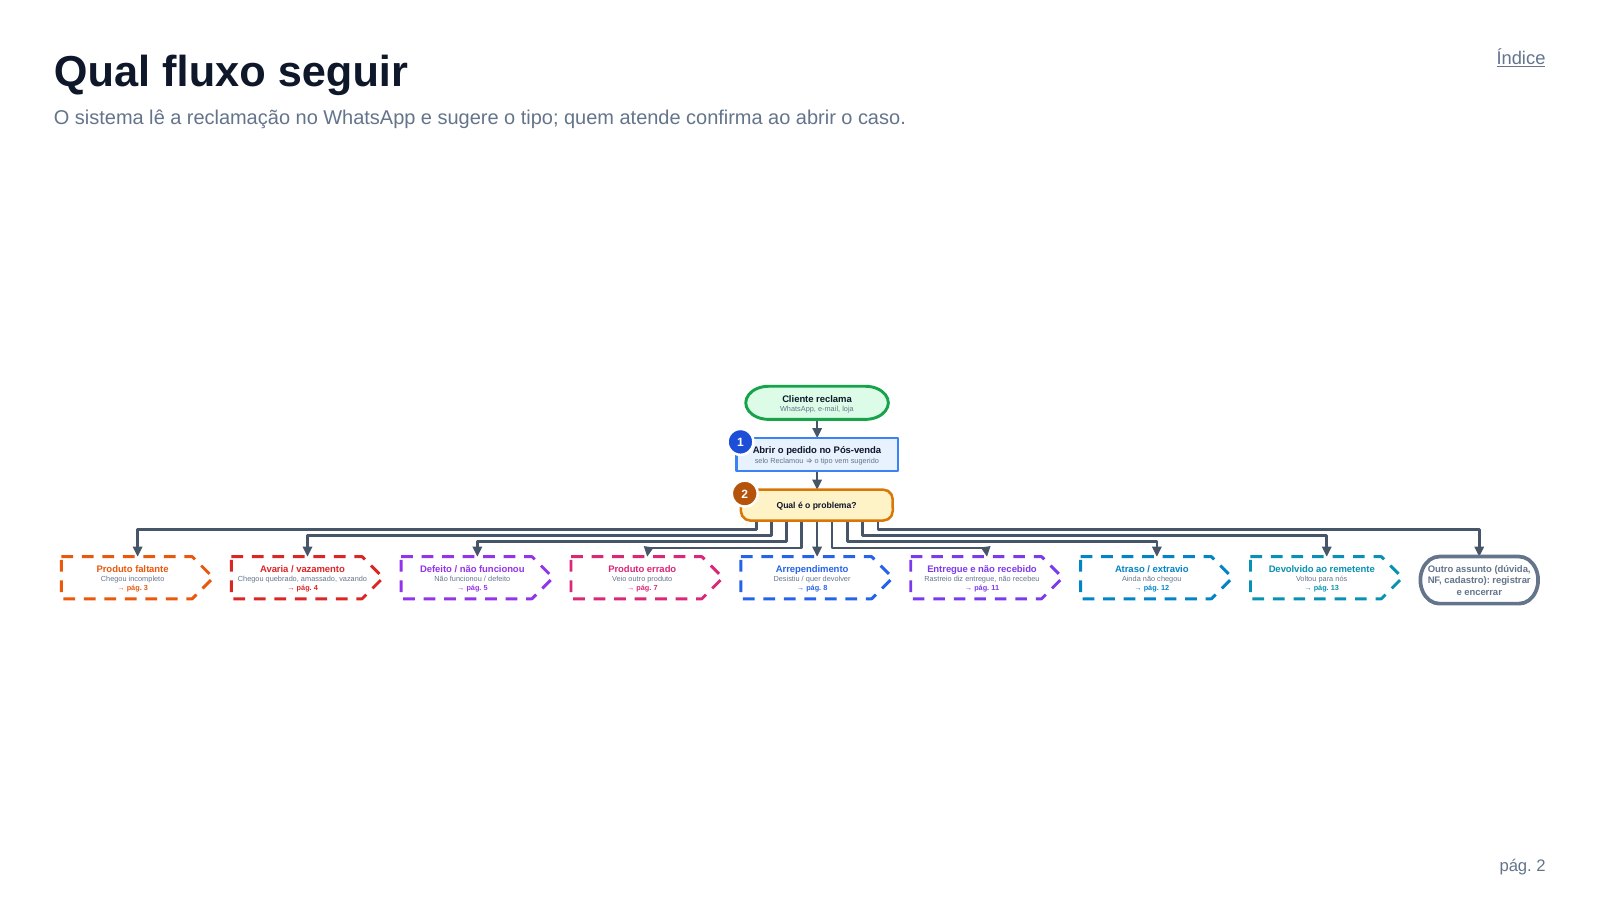 Qual fluxo seguir
Índice
O sistema lê a reclamação no WhatsApp e sugere o tipo; quem atende confirma ao abrir o caso.
Cliente reclama
WhatsApp, e-mail, loja
1
Abrir o pedido no Pós-venda
selo Reclamou ⇒ o tipo vem sugerido
2
Qual é o problema?
Produto faltante
Chegou incompleto
→ pág. 3
Avaria / vazamento
Chegou quebrado, amassado, vazando
→ pág. 4
Defeito / não funcionou
Não funcionou / defeito
→ pág. 5
Produto errado
Veio outro produto
→ pág. 7
Arrependimento
Desistiu / quer devolver
→ pág. 8
Entregue e não recebido
Rastreio diz entregue, não recebeu
→ pág. 11
Atraso / extravio
Ainda não chegou
→ pág. 12
Devolvido ao remetente
Voltou para nós
→ pág. 13
Outro assunto (dúvida,
NF, cadastro): registrar
e encerrar
pág. 2